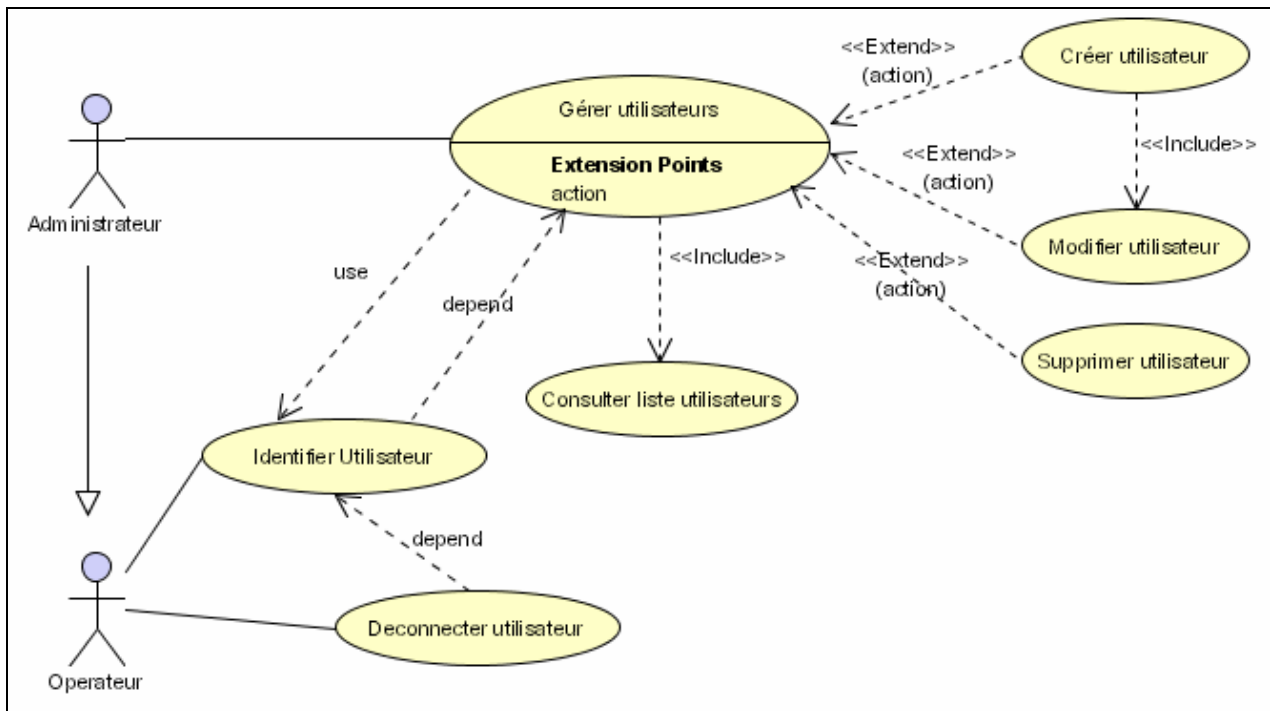 <<Extend>>
(action)
Créer utilisateur
Gérer utilisateurs
Extension Points
action
<<Extend>>
(action)
<<Include>>
Administrateur
Modifier utilisateur
<<Include>>
<<Extend>>
(action)
use
depend
Supprimer utilisateur
Consulter liste utilisateurs
Identifier Utilisateur
depend
Deconnecter utilisateur
Operateur